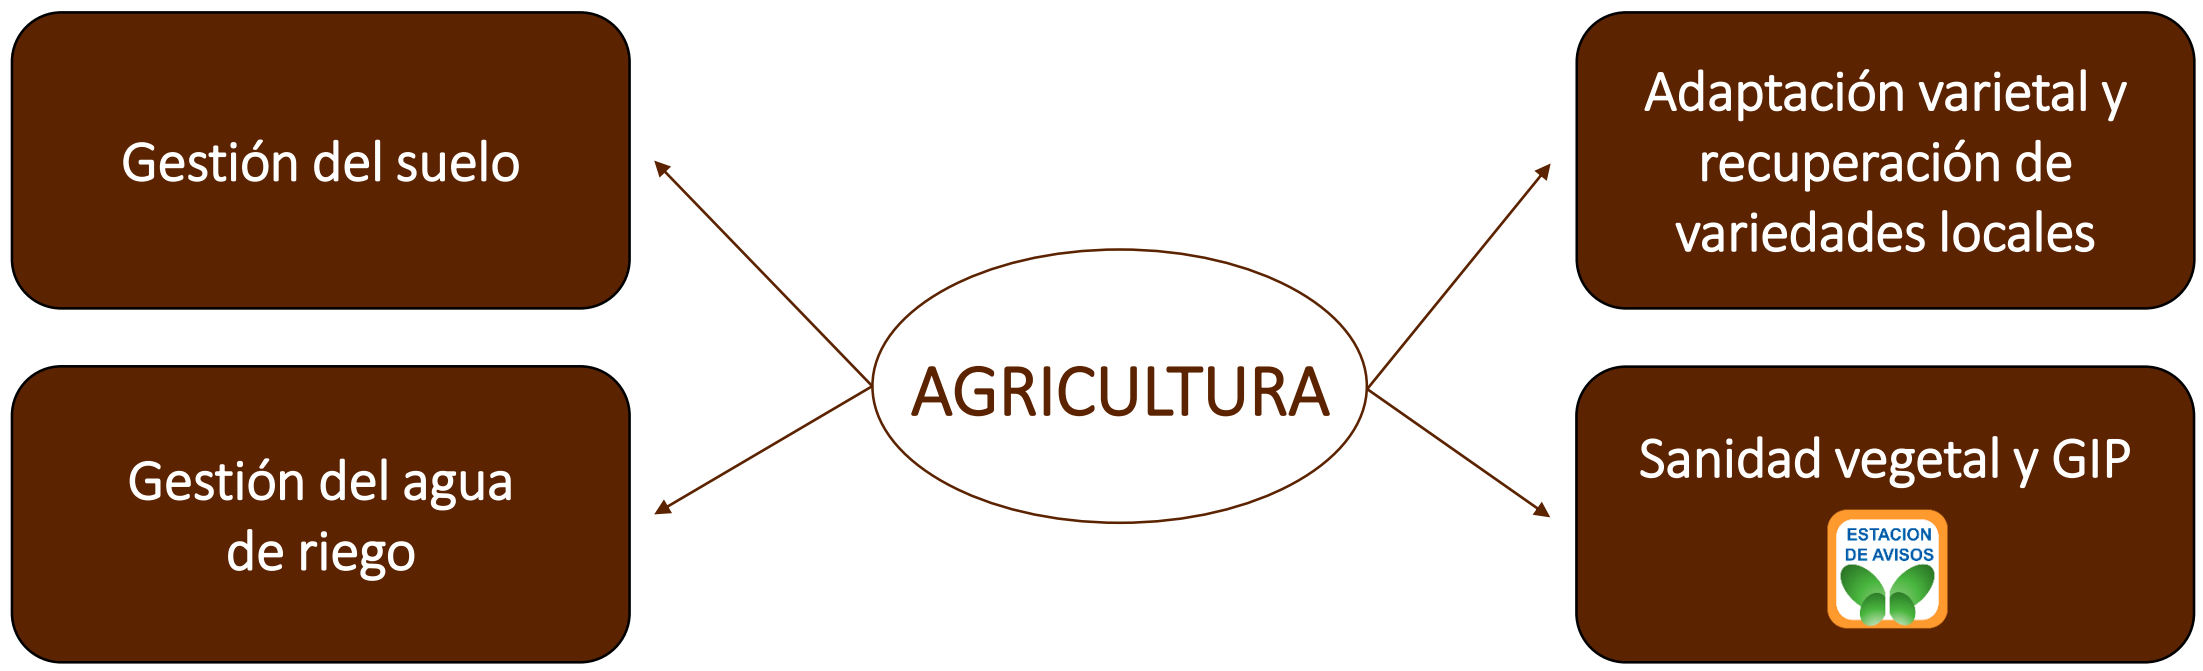 Gestión del suelo
Adaptación varietal y
recuperación de
variedades locales
AGRICULTURA
Gestión del agua
de riego
Sanidad vegetal y GIP
ESTACION
DE AVISOS